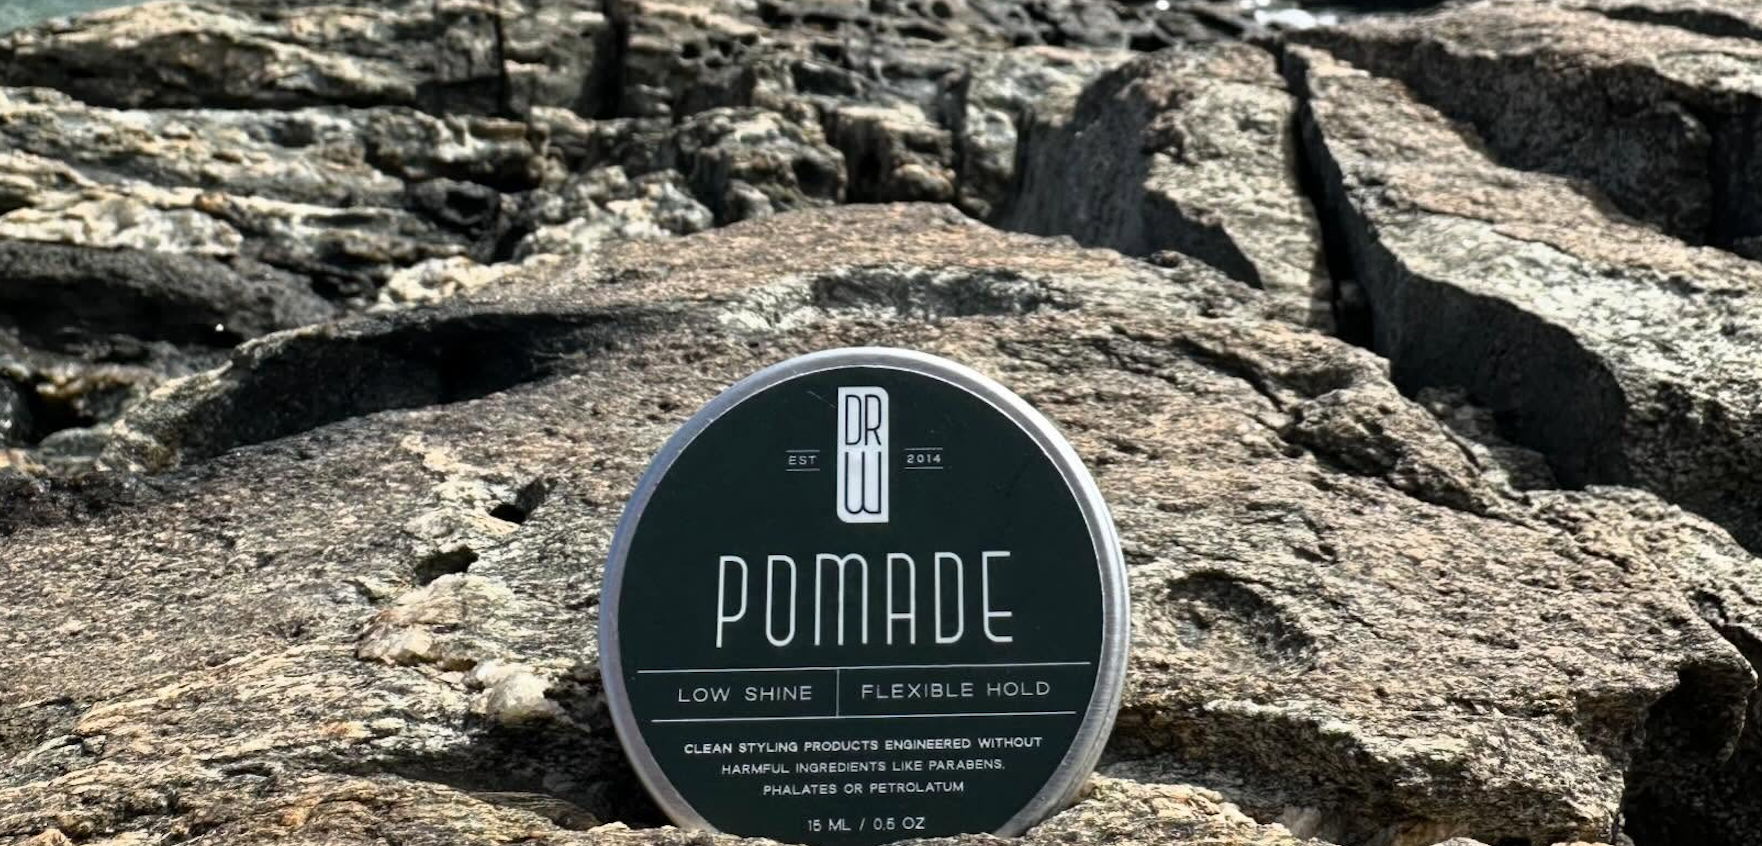 DR
W
EST 2014
POMADE
LOW SHINE FLEXIBLE HOLD
CLEAN STYLING PRODUCTS ENGINEERED WITHOUT
HARMFUL INGREDIENTS LIKE PARABENS,
PHALATES OR PETROLATUM
15 ML / 0.5 OZ